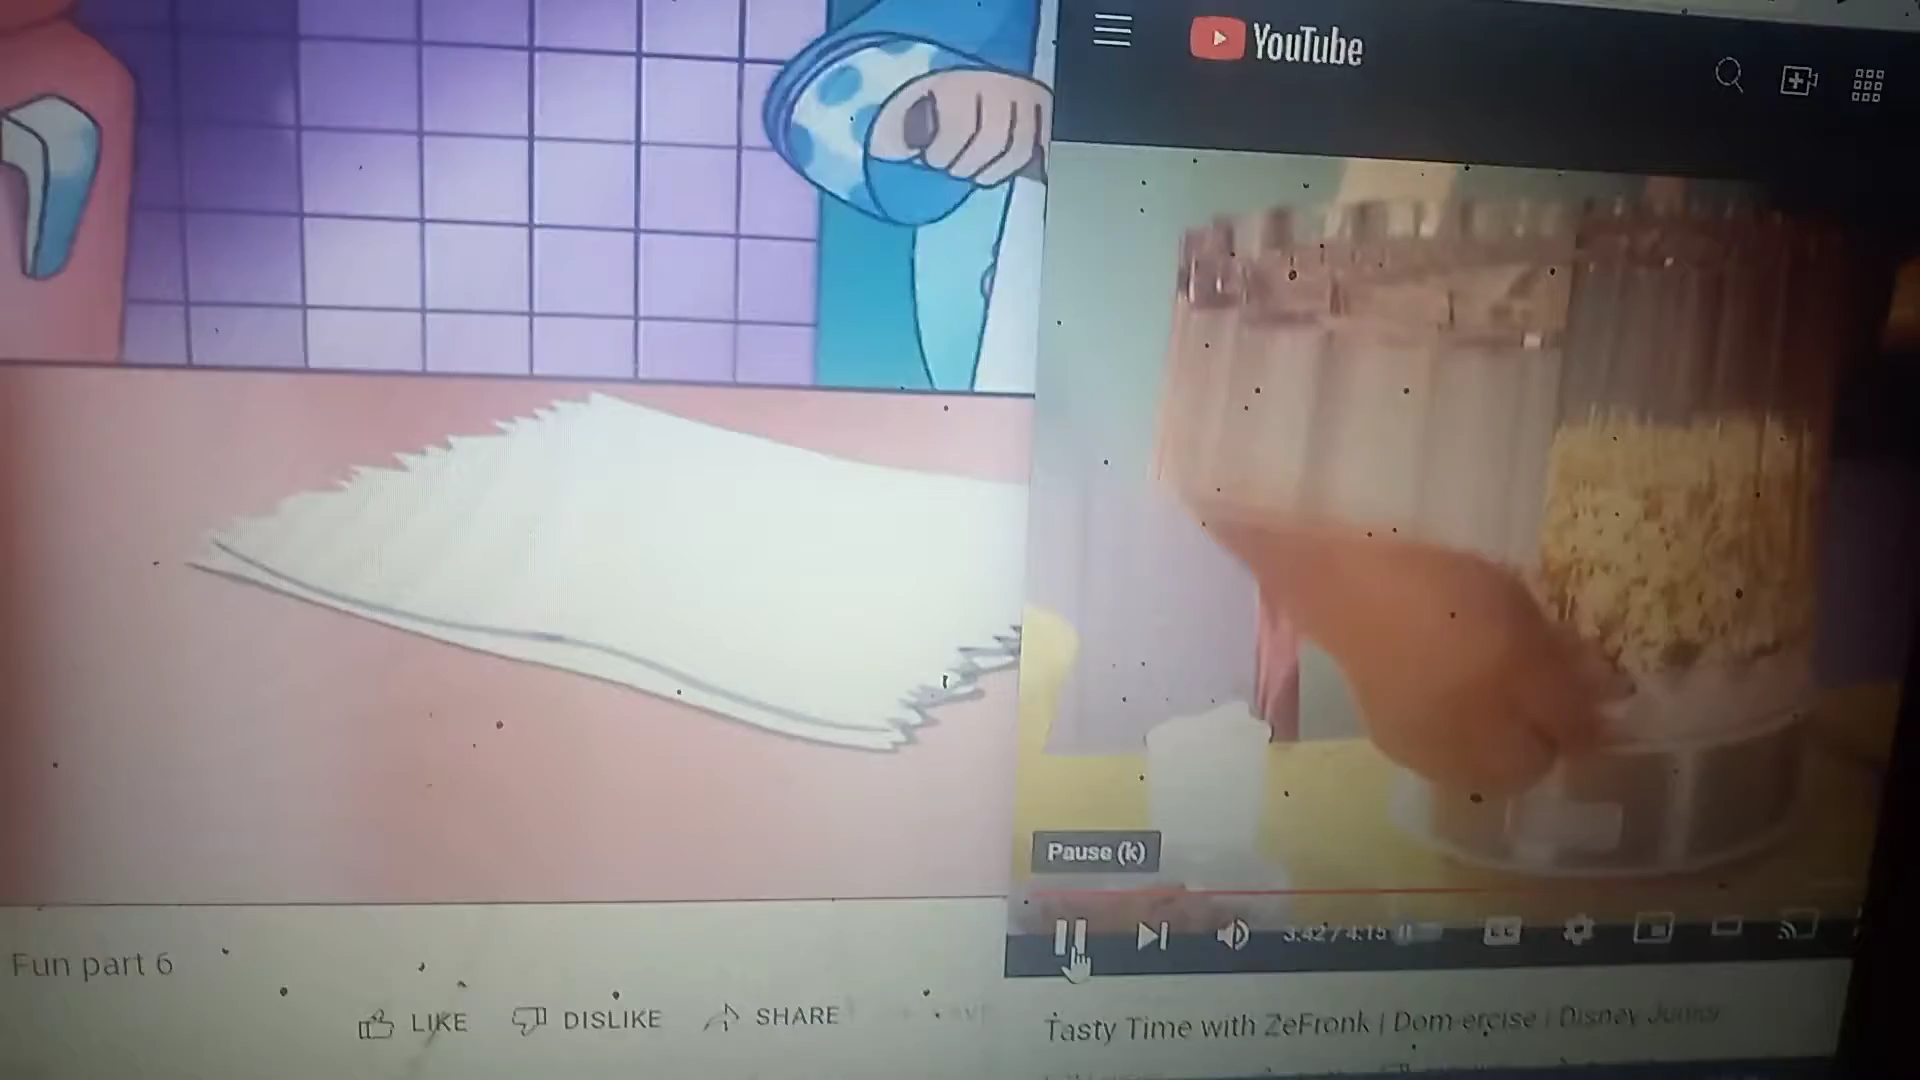 YouTube
Pause (k)
3:42 / 4:15
Fun part 6
LIKE DISLIKE SHARE
Tasty Time with ZeFronk | Dom-ercise | Disney Junior